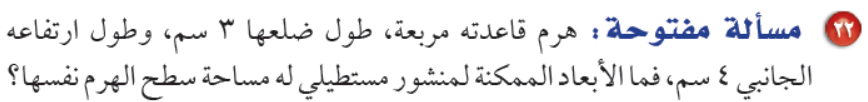 ٢٢ مسألة مفتوحة: هرم قاعدته مربعة، طول ضلعها ٣ سم، وطول ارتفاعه
الجانبي ٤ سم، فما الأبعاد الممكنة لمنشور مستطيلي له مساحة سطح الهرم نفسها؟